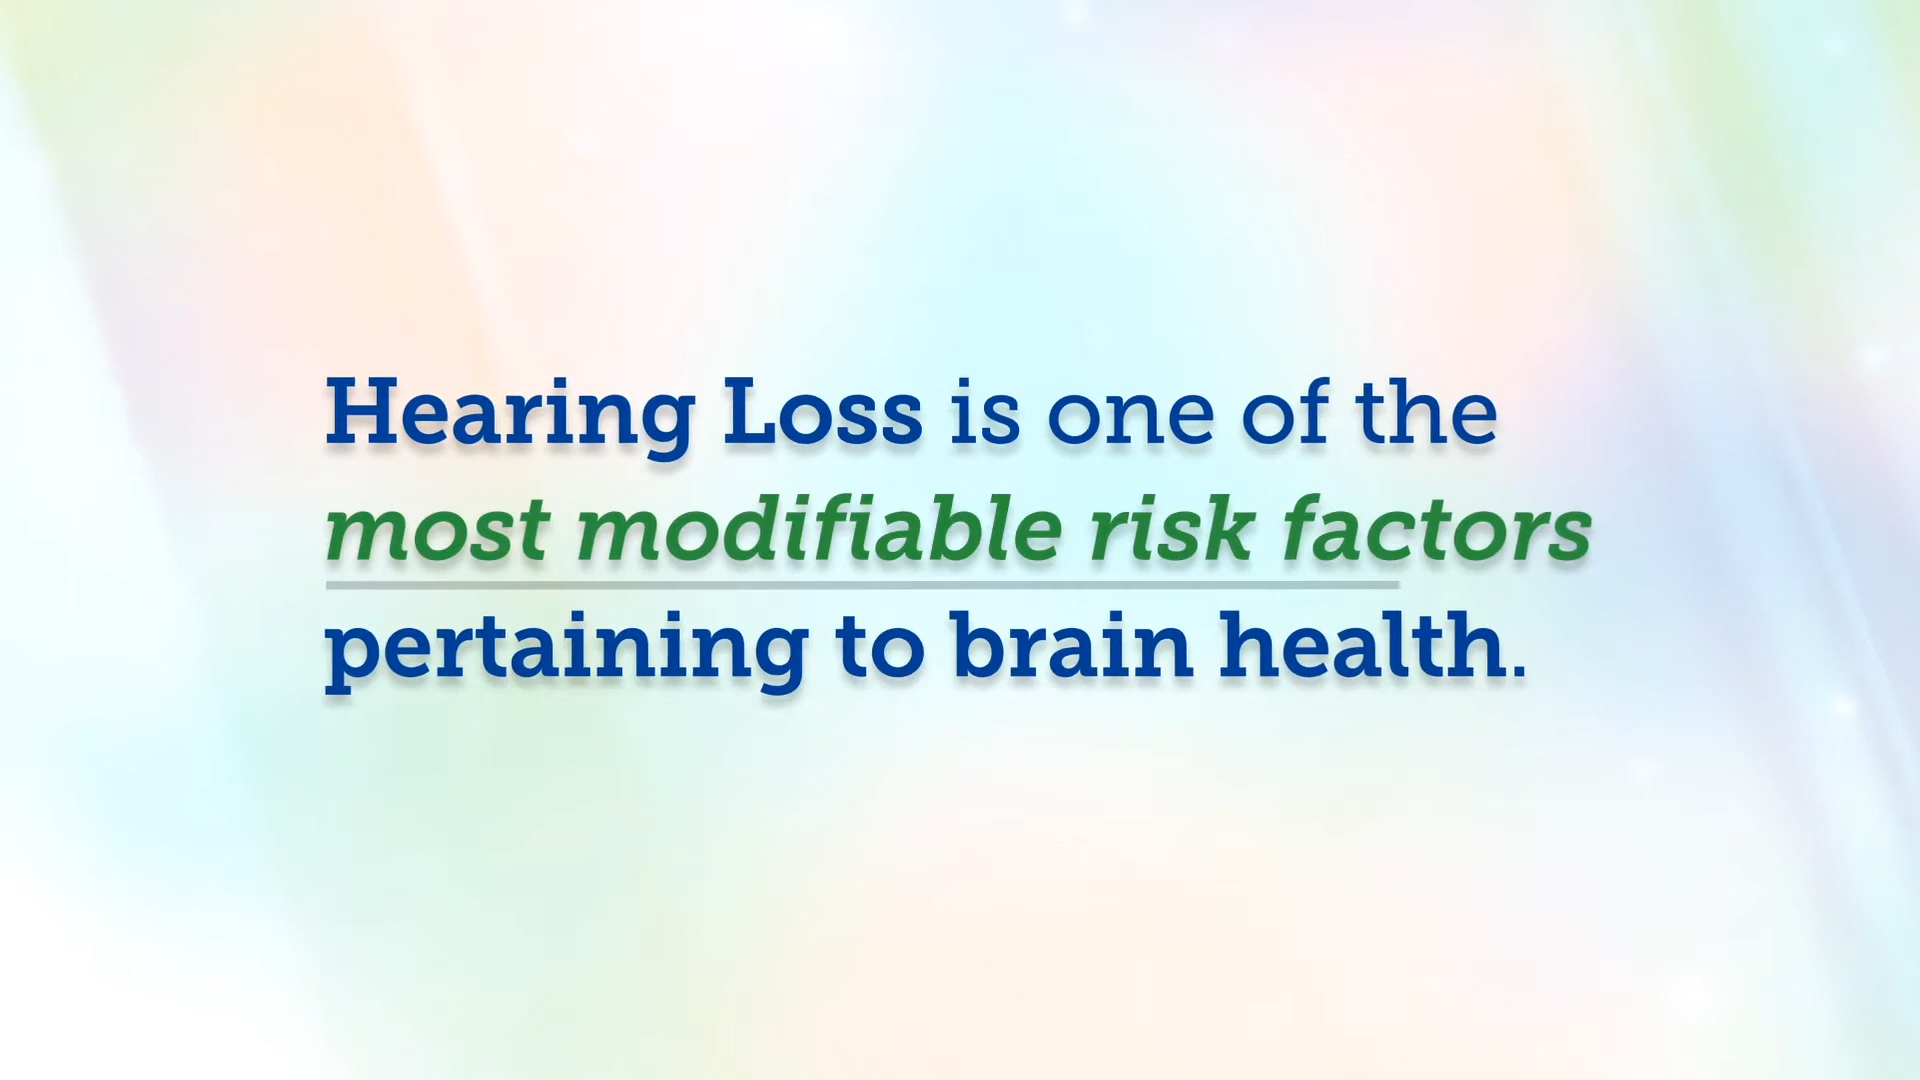 Hearing Loss is one of the
most modifiable risk factors
pertaining to brain health.